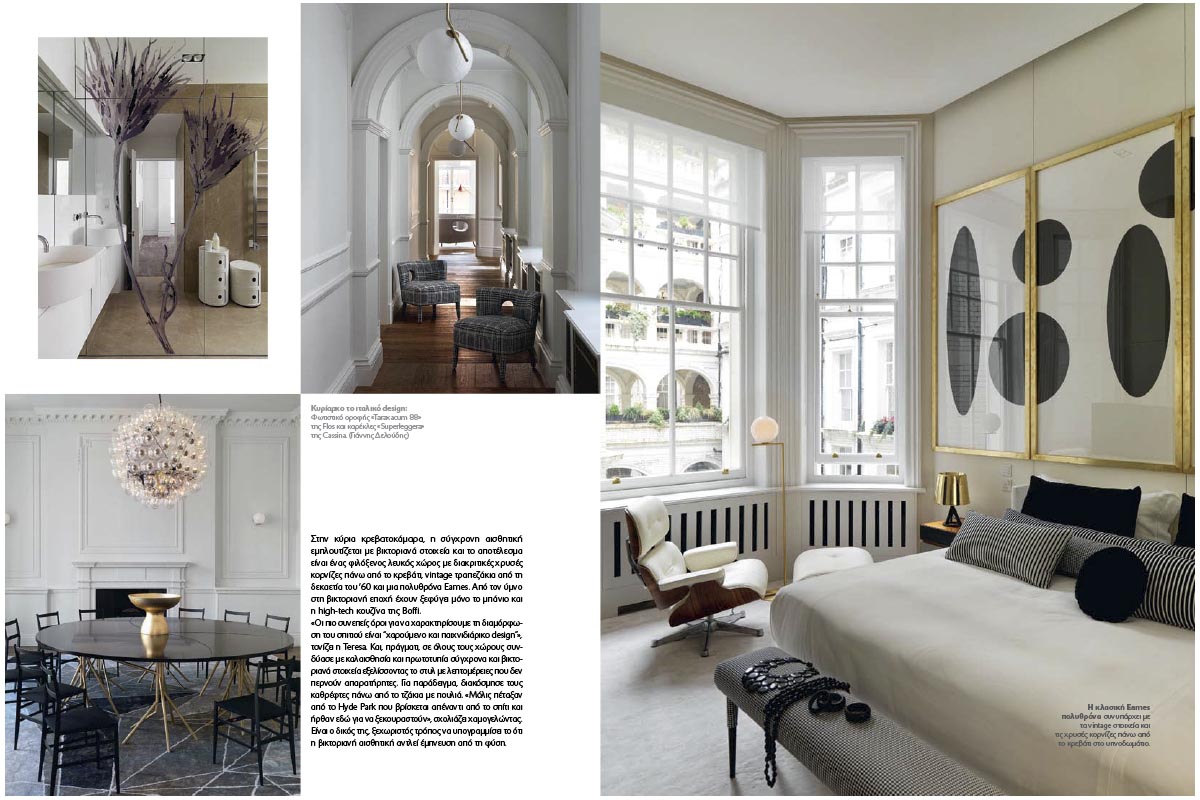 Κυρίαρχο το ιταλικό design:
Φωτιστικό οροφής «Taraxacum 88»
της Flos και καρέκλες «Superleggera»
της Cassina. (Γιάννης Δελούδης)
Στην κύρια κρεβατοκάμαρα, η σύγχρονη αισθητική
εμπλουτίζεται με βικτοριανά στοιχεία και το αποτέλεσμα
είναι ένας φιλόξενος λευκός χώρος με διακριτικές χρυσές
κορνίζες πάνω από το κρεβάτι, vintage τραπεζάκια από τη
δεκαετία του ’60 και μια πολυθρόνα Eames. Από τον ύμνο
στη βικτοριανή εποχή έχουν ξεφύγει μόνο το μπάνιο και
η high-tech κουζίνα της Boffi.
«Οι πιο συνεπείς όροι για να χαρακτηρίσουμε τη διαμόρφω-
ση του σπιτιού είναι “χαρούμενο και παιχνιδιάρικο design”»,
τονίζει η Teresa. Και, πράγματι, σε όλους τους χώρους συν-
δύασε με καλαισθησία και πρωτοτυπία σύγχρονα και βικτο-
ριανά στοιχεία εξελίσσοντας το στυλ με λεπτομέρειες που δεν
περνούν απαρατήρητες. Για παράδειγμα, διακόσμησε τους
καθρέφτες πάνω από το τζάκι με πουλιά. «Μόλις πέταξαν
από το Hyde Park που βρίσκεται απέναντι από το σπίτι και
ήρθαν εδώ για να ξεκουραστούν», σχολιάζει χαμογελώντας.
Είναι ο δικός της, ξεχωριστός τρόπος να υπογραμμίσει το ότι
η βικτοριανή αισθητική αντλεί έμπνευση από τη φύση.
Η κλασική Eames
πολυθρόνα συνυπάρχει με
τα vintage στοιχεία και
τις χρυσές κορνίζες πάνω από
το κρεβάτι στο υπνοδωμάτιο.